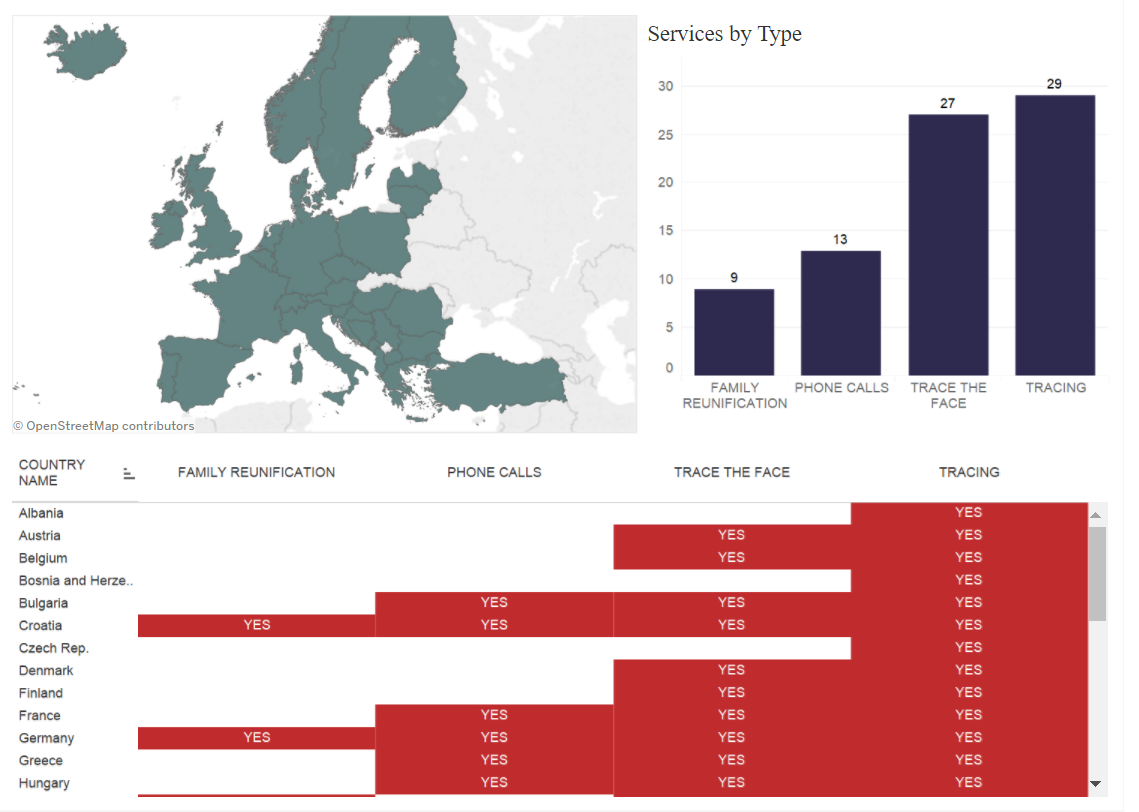 © OpenStreetMap contributors
Services by Type
30
25
20
15
10
5
0
9
13
27
29
FAMILY
REUNIFICATION
PHONE CALLS
TRACE THE
FACE
TRACING
COUNTRY
NAME
FAMILY REUNIFICATION PHONE CALLS TRACE THE FACE TRACING
Albania YES
Austria YES YES
Belgium YES YES
Bosnia and Herze.. YES
Bulgaria YES YES YES
Croatia YES YES YES YES
Czech Rep. YES
Denmark YES YES
Finland YES YES
France YES YES YES
Germany YES YES YES YES
Greece YES YES YES
Hungary YES YES YES